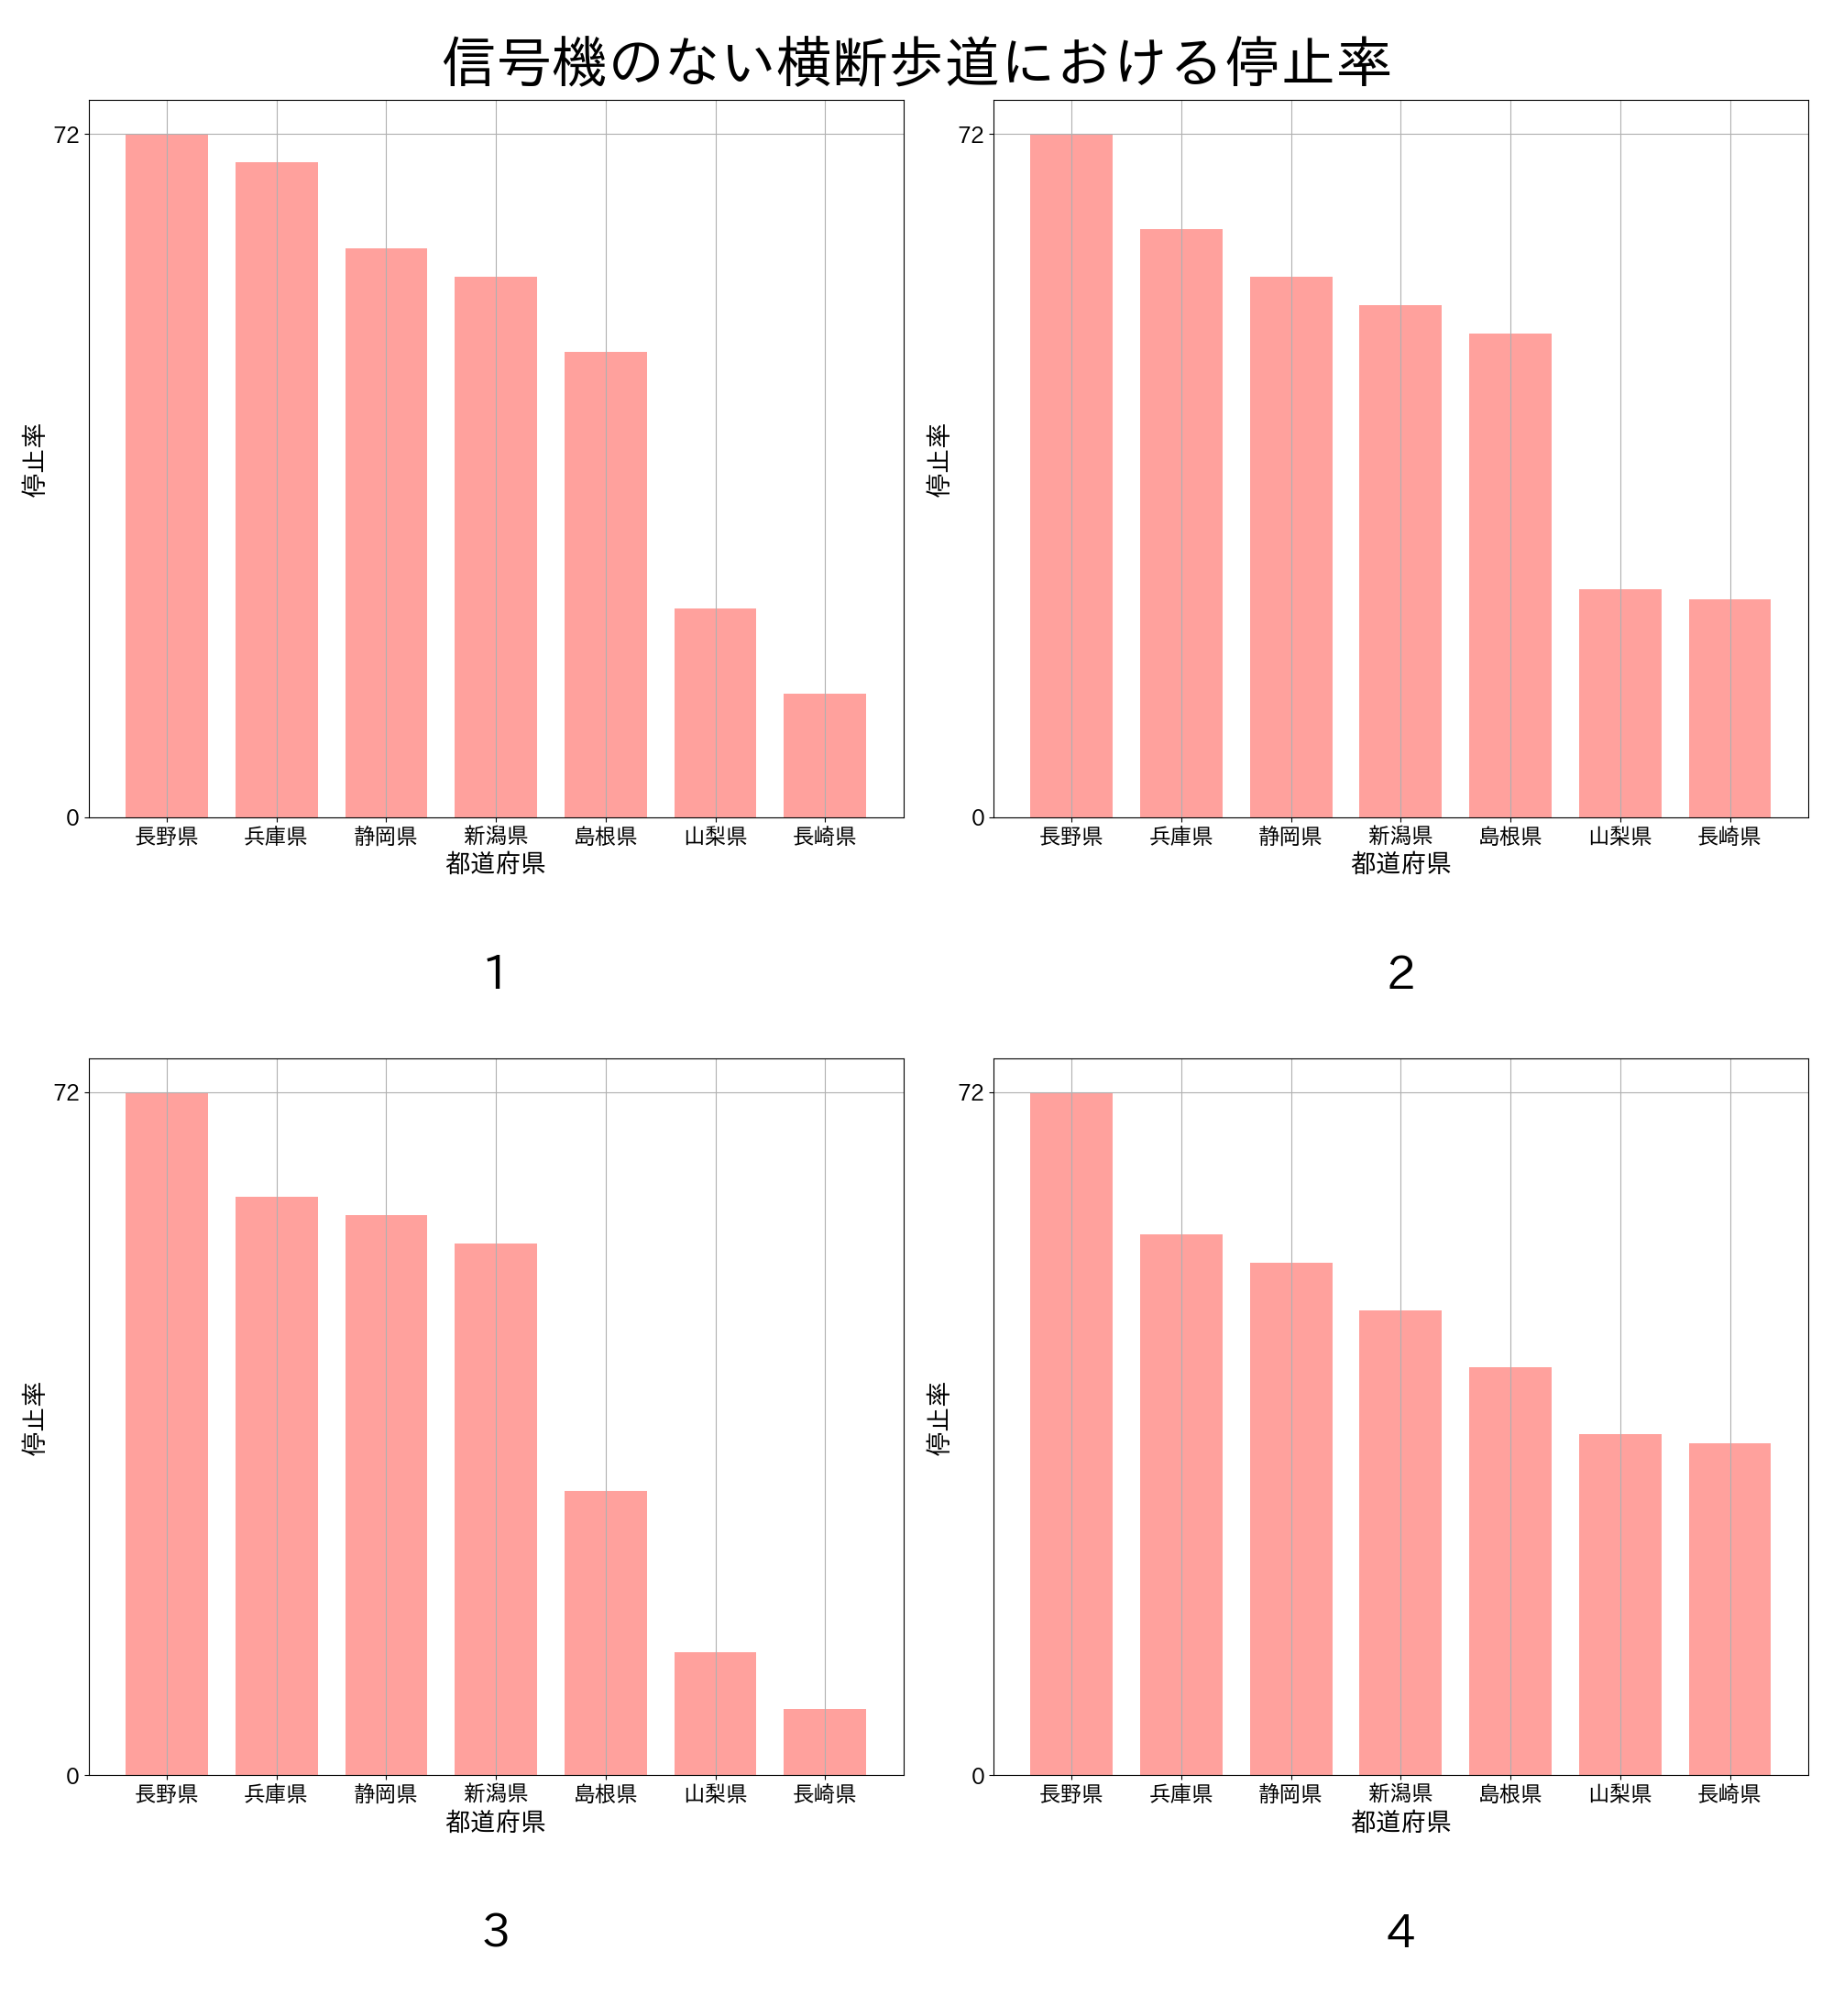 信号機のない横断歩道における停止率
72
0
停止率
長野県 兵庫県 静岡県 新潟県 島根県 山梨県 長崎県
都道府県
1
72
0
停止率
長野県 兵庫県 静岡県 新潟県 島根県 山梨県 長崎県
都道府県
2
72
0
停止率
長野県 兵庫県 静岡県 新潟県 島根県 山梨県 長崎県
都道府県
3
72
0
停止率
長野県 兵庫県 静岡県 新潟県 島根県 山梨県 長崎県
都道府県
4